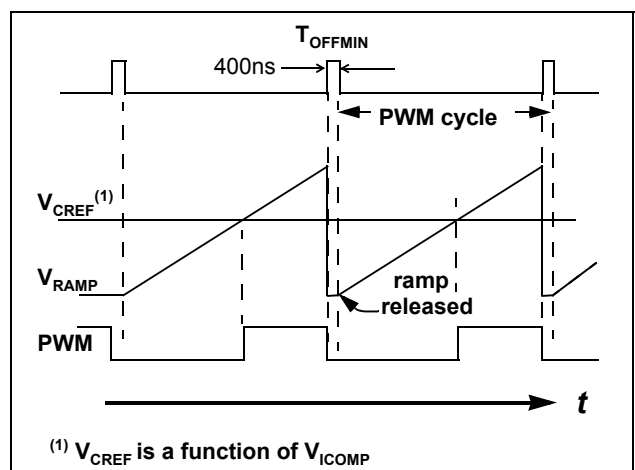 TOFFMIN
400ns
PWM cycle
VCREF(1)
VRAMP
ramp
released
PWM
t
(1) VCREF is a function of VICOMP